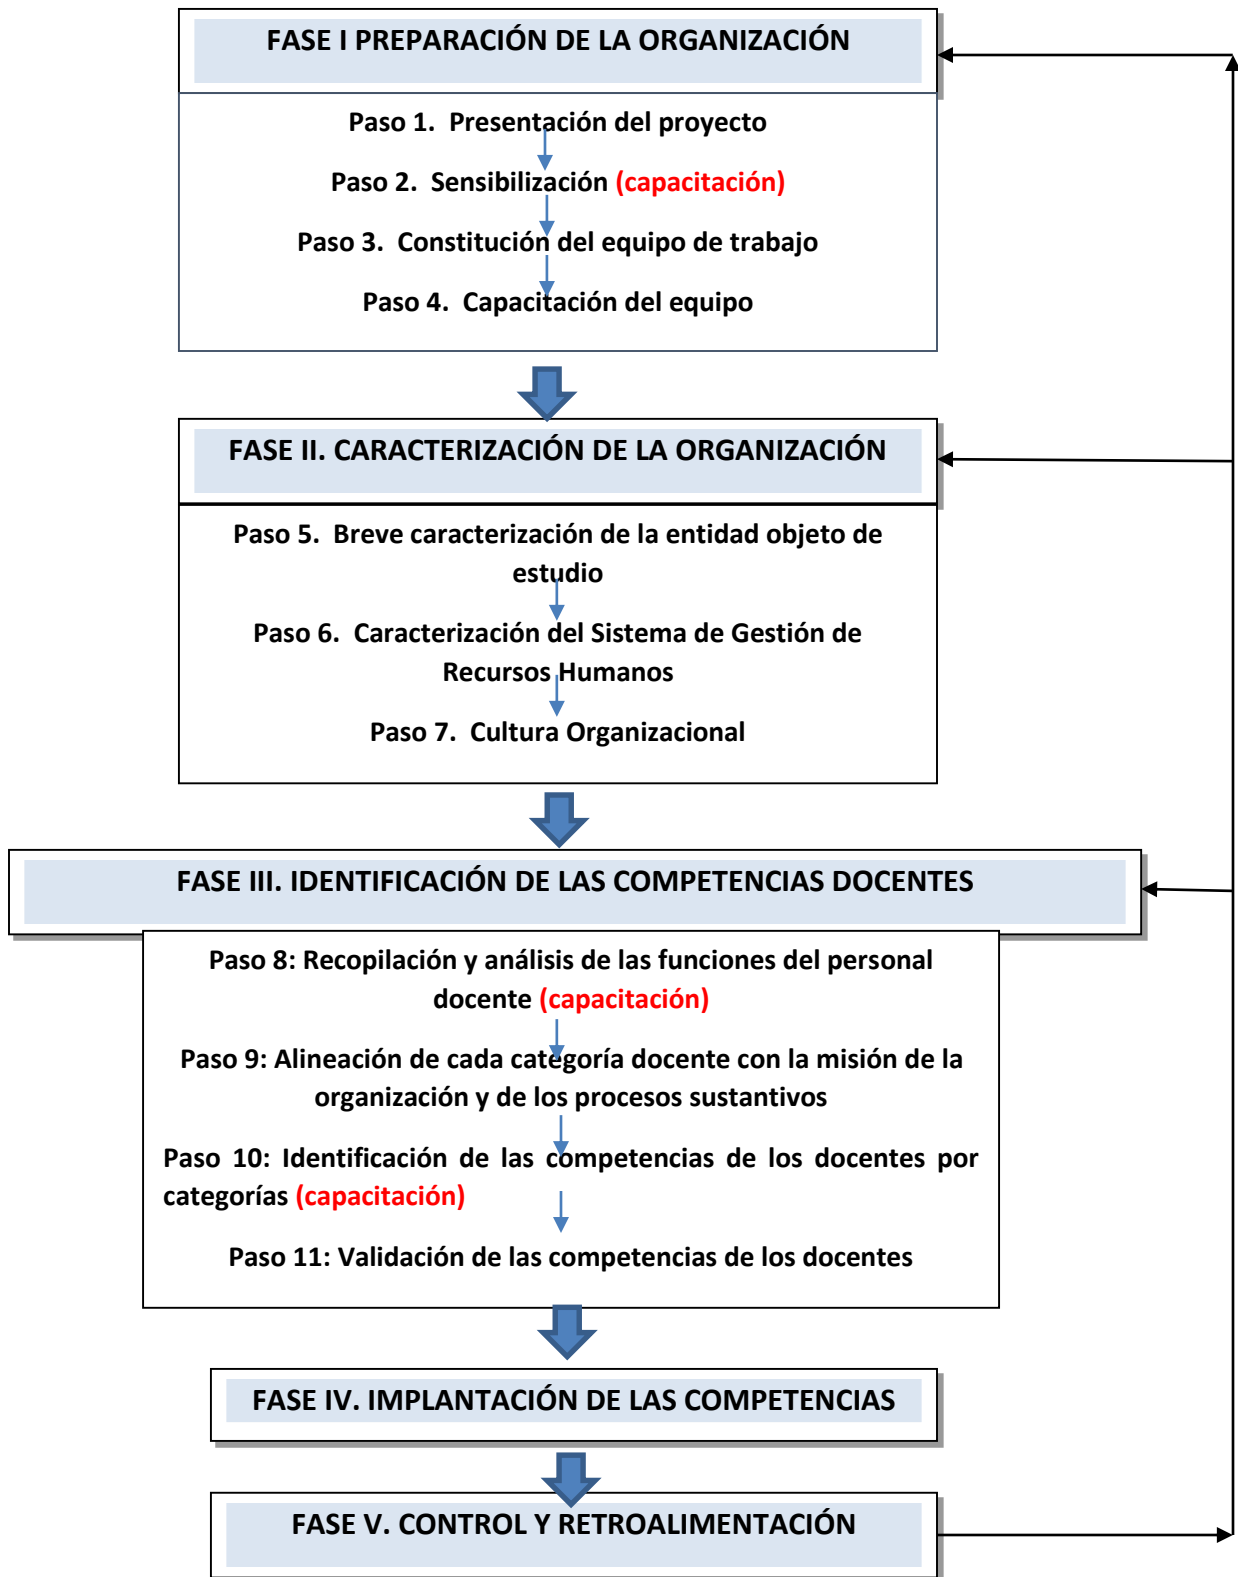 FASE I PREPARACIÓN DE LA ORGANIZACIÓN
Paso 1. Presentación del proyecto
Paso 2. Sensibilización (capacitación)
Paso 3. Constitución del equipo de trabajo
Paso 4. Capacitación del equipo
FASE II. CARACTERIZACIÓN DE LA ORGANIZACIÓN
Paso 5. Breve caracterización de la entidad objeto de
estudio
Paso 6. Caracterización del Sistema de Gestión de
Recursos Humanos
Paso 7. Cultura Organizacional
FASE III. IDENTIFICACIÓN DE LAS COMPETENCIAS DOCENTES
Paso 8: Recopilación y análisis de las funciones del personal
docente (capacitación)
Paso 9: Alineación de cada categoría docente con la misión de la
organización y de los procesos sustantivos
Paso 10: Identificación de las competencias de los docentes por
categorías (capacitación)
Paso 11: Validación de las competencias de los docentes
FASE IV. IMPLANTACIÓN DE LAS COMPETENCIAS
FASE V. CONTROL Y RETROALIMENTACIÓN